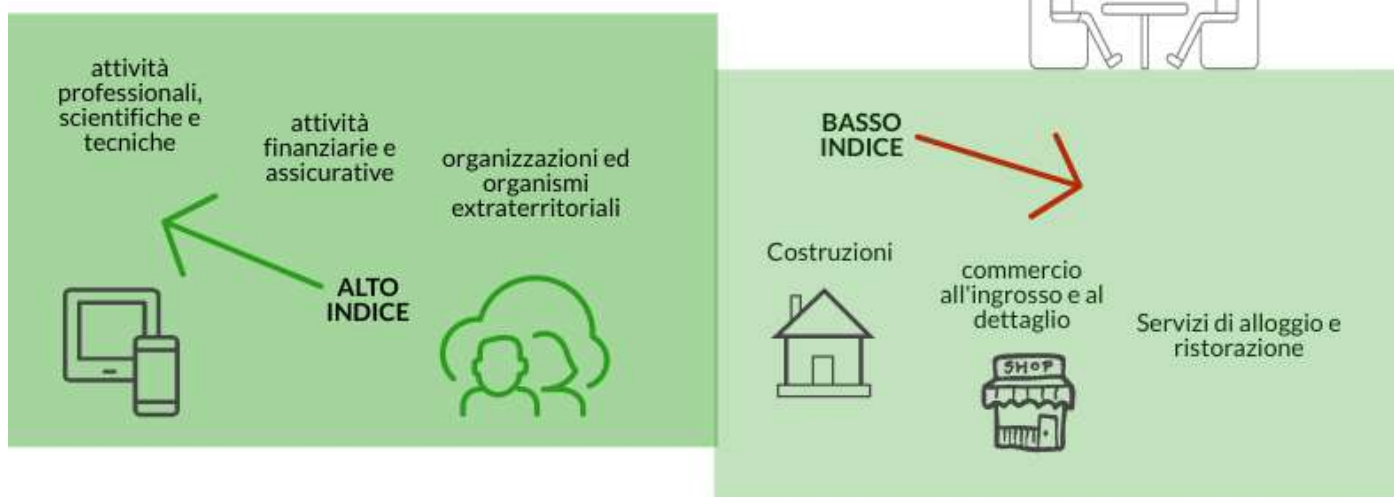 attività
professionali,
scientifiche e
tecniche
attività
finanziarie e
assicurative
organizzazioni ed
organismi
extraterritoriali
ALTO
INDICE
BASSO
INDICE
Costruzioni
commercio
all'ingrosso e al
dettaglio
Servizi di alloggio e
ristorazione
SHOP